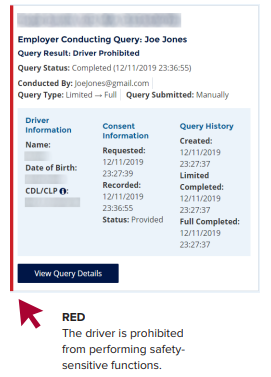 Employer Conducting Query: Joe Jones
Query Result: Driver Prohibited
Query Status: Completed (12/11/2019 23:36:55)
Conducted By: JoeJones@gmail.com
Query Type: Limited → Full Query Submitted: Manually
Driver
Information
Name:
Date of Birth:
CDL/CLP
Consent
Information
Requested:
12/11/2019
23:27:39
Recorded:
12/11/2019
23:36:55
Status: Provided
Query History
Created:
12/11/2019
23:27:37
Limited
Completed:
12/11/2019
23:27:37
Full Completed:
12/11/2019
23:27:37
View Query Details
RED
The driver is prohibited
from performing safety-
sensitive functions.